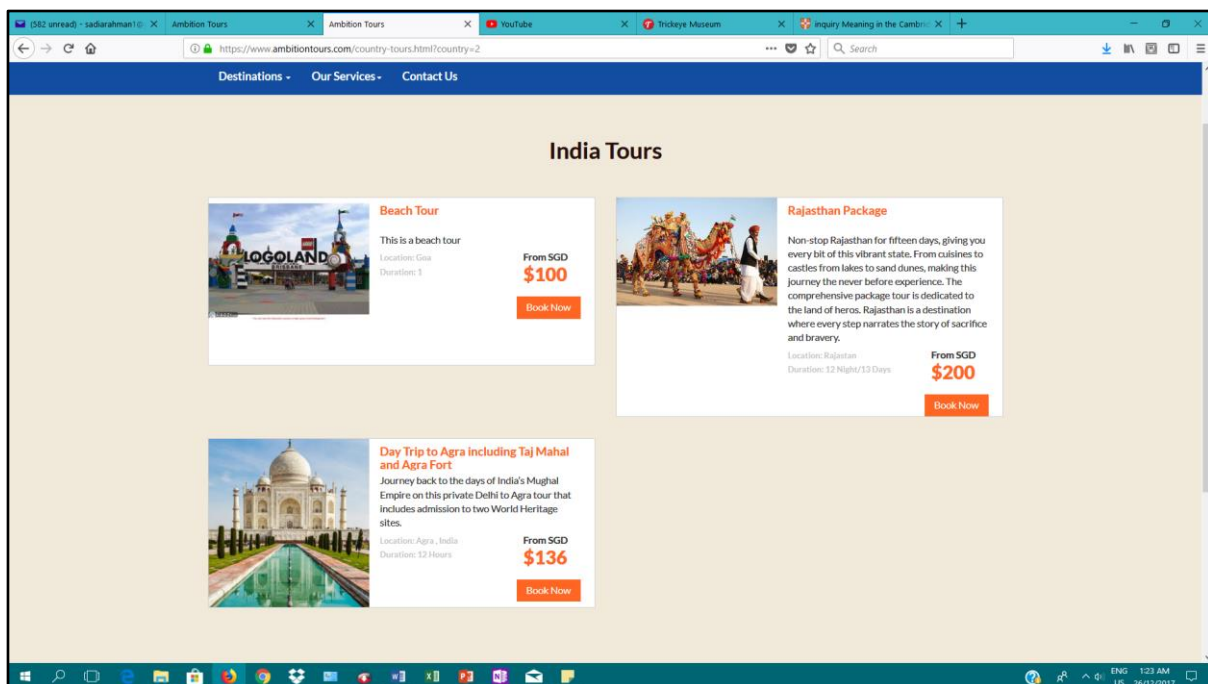 (582 unread) - sadiarahman1@
Ambition Tours
Ambition Tours
YouTube
Trickeye Museum
inquiry Meaning in the Cambri
https://www.ambitiontours.com/country-tours.html?country=2
Search
Destinations
Our Services
Contact Us
India Tours
LOGOLAND
BRISBANE
Beach Tour
This is a beach tour
Location: Goa
Duration: 1
From SGD
$100
Book Now
Rajasthan Package
Non-stop Rajasthan for fifteen days, giving you
every bit of this vibrant state. From cuisines to
castles from lakes to sand dunes, making this
journey the never before experience. The
comprehensive package tour is dedicated to
the land of heros. Rajasthan is a destination
where every step narrates the story of sacrifice
and bravery.
Location: Rajastan
Duration: 12 Night/13 Days
From SGD
$200
Book Now
Day Trip to Agra including Taj Mahal
and Agra Fort
Journey back to the days of India's Mughal
Empire on this private Delhi to Agra tour that
includes admission to two World Heritage
sites.
Location: Agra , India
Duration: 12 Hours
From SGD
$136
Book Now
ENG
US
1:23 AM
26/12/2017